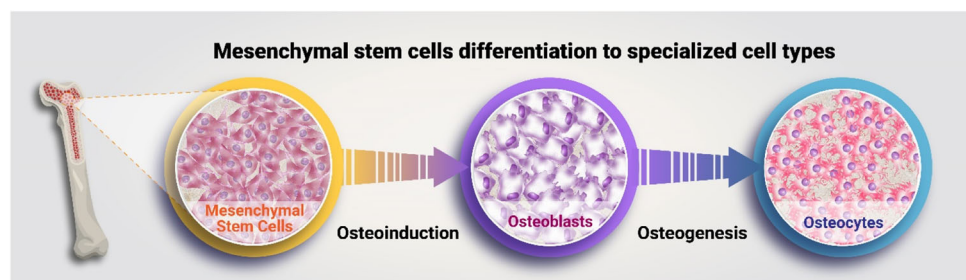 Mesenchymal stem cells differentiation to specialized cell types
Mesenchymal
Stem Cells
Osteoinduction
Osteoblasts
Osteogenesis
Osteocytes